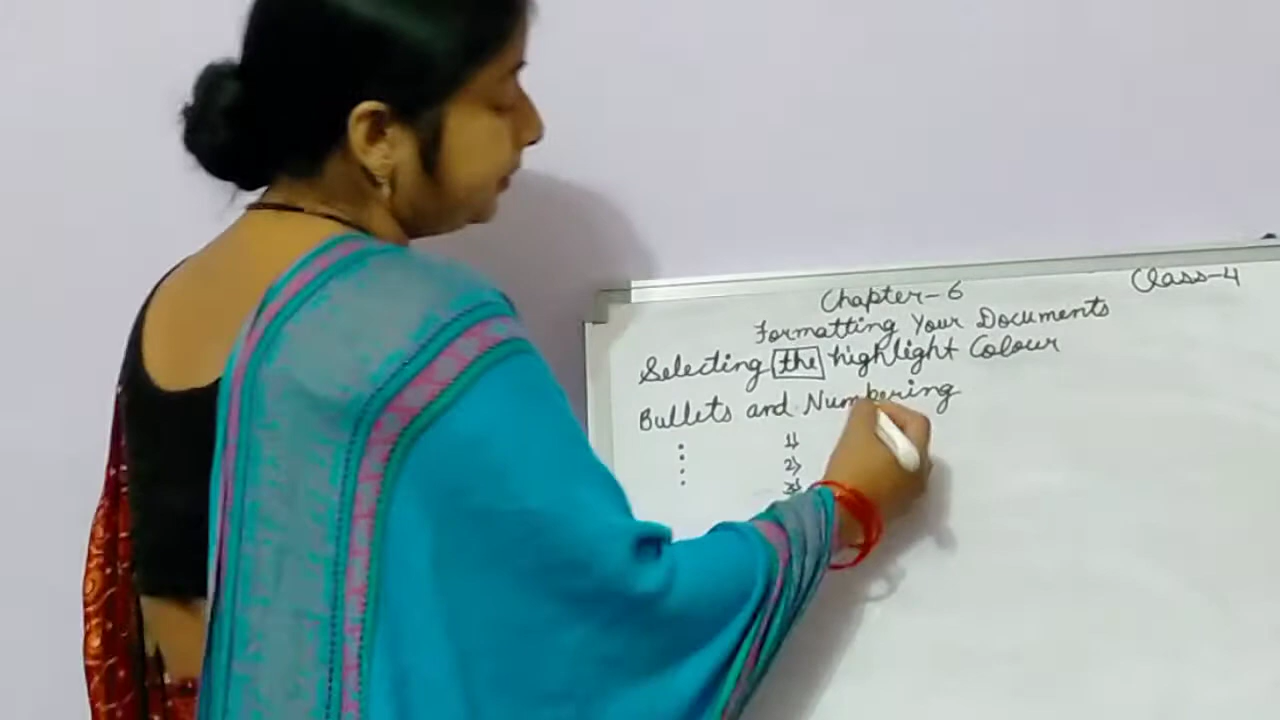 Class-4
Chapter-6
Formatting Your Documents
Selecting the highlight Colour
Bullets and Numbering
• 1)
• 2)
• 3)
•